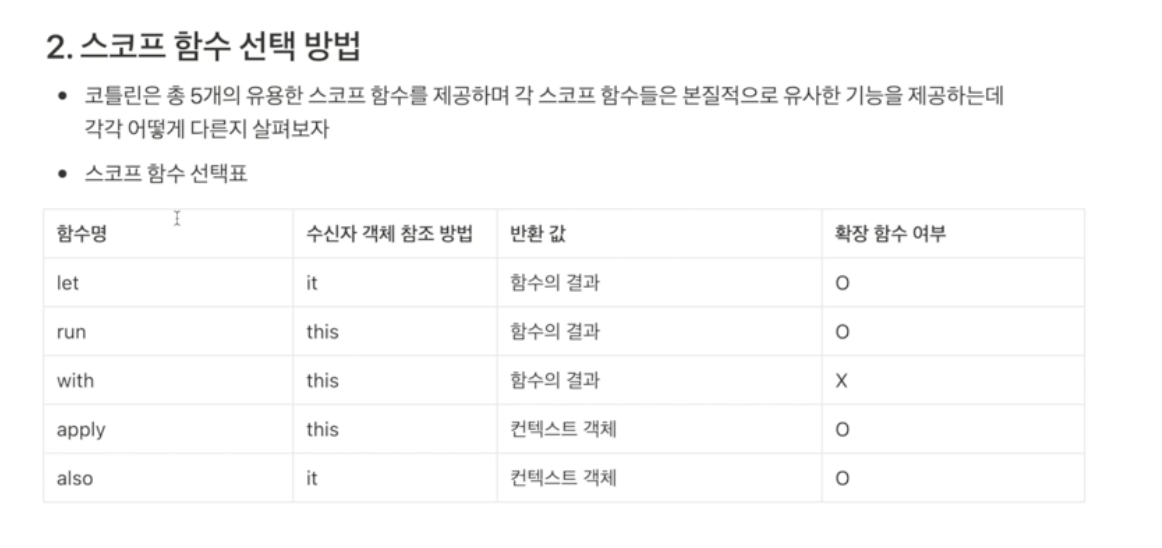 2. 스코프 함수 선택 방법
• 코틀린은 총 5개의 유용한 스코프 함수를 제공하며 각 스코프 함수들은 본질적으로 유사한 기능을 제공하는데
각각 어떻게 다른지 살펴보자
• 스코프 함수 선택표
함수명 수신자 객체 참조 방법 반환 값 확장 함수 여부
let it 함수의 결과 O
run this 함수의 결과 O
with this 함수의 결과 X
apply this 컨텍스트 객체 O
also it 컨텍스트 객체 O